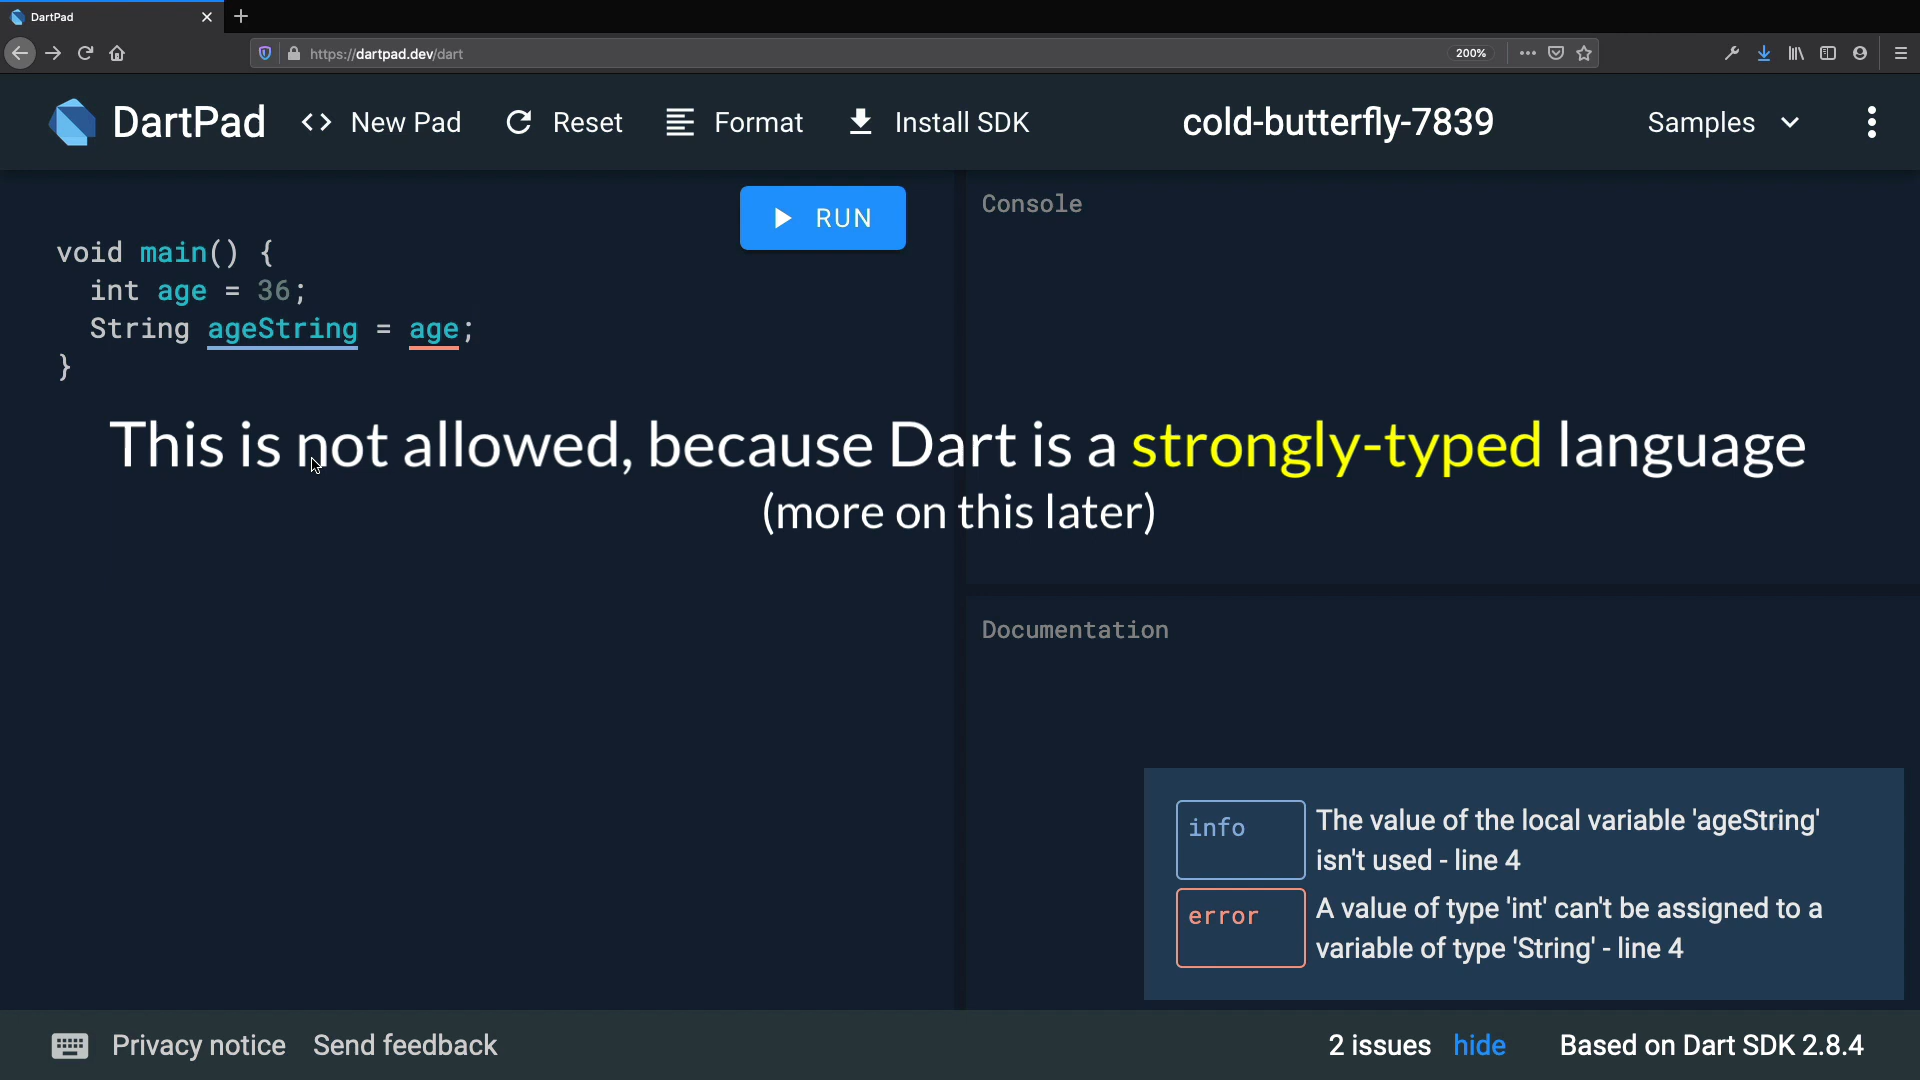 DartPad
https://dartpad.dev/dart
200%
DartPad
<> New Pad
Reset
Format
Install SDK
cold-butterfly-7839
Samples
RUN
Console
void main() {
  int age = 36;
  String ageString = age;
}
This is not allowed, because Dart is a strongly-typed language
(more on this later)
Documentation
info
The value of the local variable 'ageString'
isn't used - line 4
error
A value of type 'int' can't be assigned to a
variable of type 'String' - line 4
Privacy notice
Send feedback
2 issues
hide
Based on Dart SDK 2.8.4